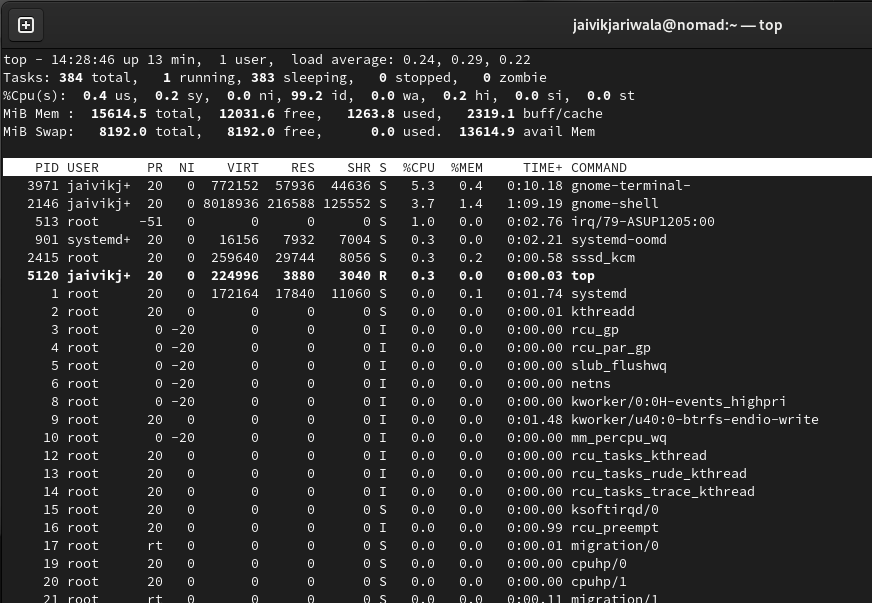 jaivikjariwala@nomad:~ — top
top - 14:28:46 up 13 min,  1 user,  load average: 0.24, 0.29, 0.22
Tasks: 384 total,   1 running, 383 sleeping,   0 stopped,   0 zombie
%Cpu(s):  0.4 us,  0.2 sy,  0.0 ni, 99.2 id,  0.0 wa,  0.2 hi,  0.0 si,  0.0 st
MiB Mem :  15614.5 total,  12031.6 free,   1263.8 used,   2319.1 buff/cache
MiB Swap:   8192.0 total,   8192.0 free,      0.0 used.  13614.9 avail Mem
PID USER      PR  NI    VIRT    RES    SHR S  %CPU  %MEM     TIME+ COMMAND
3971 jaivikj+  20   0  772152  57936  44636 S   5.3   0.4   0:10.18 gnome-terminal-
2146 jaivikj+  20   0 8018936 216588 125552 S   3.7   1.4   1:09.19 gnome-shell
513 root     -51   0       0      0      0 S   1.0   0.0   0:02.76 irq/79-ASUP1205:00
901 systemd+  20   0   16156   7932   7004 S   0.3   0.0   0:02.21 systemd-oomd
2415 root      20   0  259640  29744   8056 S   0.3   0.2   0:00.58 sssd_kcm
5120 jaivikj+  20   0  224996   3880   3040 R   0.3   0.0   0:00.03 top
1 root      20   0  172164  17840  11060 S   0.0   0.1   0:01.74 systemd
2 root      20   0       0      0      0 S   0.0   0.0   0:00.01 kthreadd
3 root       0 -20       0      0      0 I   0.0   0.0   0:00.00 rcu_gp
4 root       0 -20       0      0      0 I   0.0   0.0   0:00.00 rcu_par_gp
5 root       0 -20       0      0      0 I   0.0   0.0   0:00.00 slub_flushwq
6 root       0 -20       0      0      0 I   0.0   0.0   0:00.00 netns
8 root       0 -20       0      0      0 I   0.0   0.0   0:00.00 kworker/0:0H-events_highpri
9 root      20   0       0      0      0 I   0.0   0.0   0:01.48 kworker/u40:0-btrfs-endio-write
10 root       0 -20       0      0      0 I   0.0   0.0   0:00.00 mm_percpu_wq
12 root      20   0       0      0      0 I   0.0   0.0   0:00.00 rcu_tasks_kthread
13 root      20   0       0      0      0 I   0.0   0.0   0:00.00 rcu_tasks_rude_kthread
14 root      20   0       0      0      0 I   0.0   0.0   0:00.00 rcu_tasks_trace_kthread
15 root      20   0       0      0      0 S   0.0   0.0   0:00.00 ksoftirqd/0
16 root      20   0       0      0      0 I   0.0   0.0   0:00.99 rcu_preempt
17 root      rt   0       0      0      0 S   0.0   0.0   0:00.01 migration/0
19 root      20   0       0      0      0 S   0.0   0.0   0:00.00 cpuhp/0
20 root      20   0       0      0      0 S   0.0   0.0   0:00.00 cpuhp/1
21 root      rt   0       0      0      0 S   0.0   0.0   0:00.11 migration/1